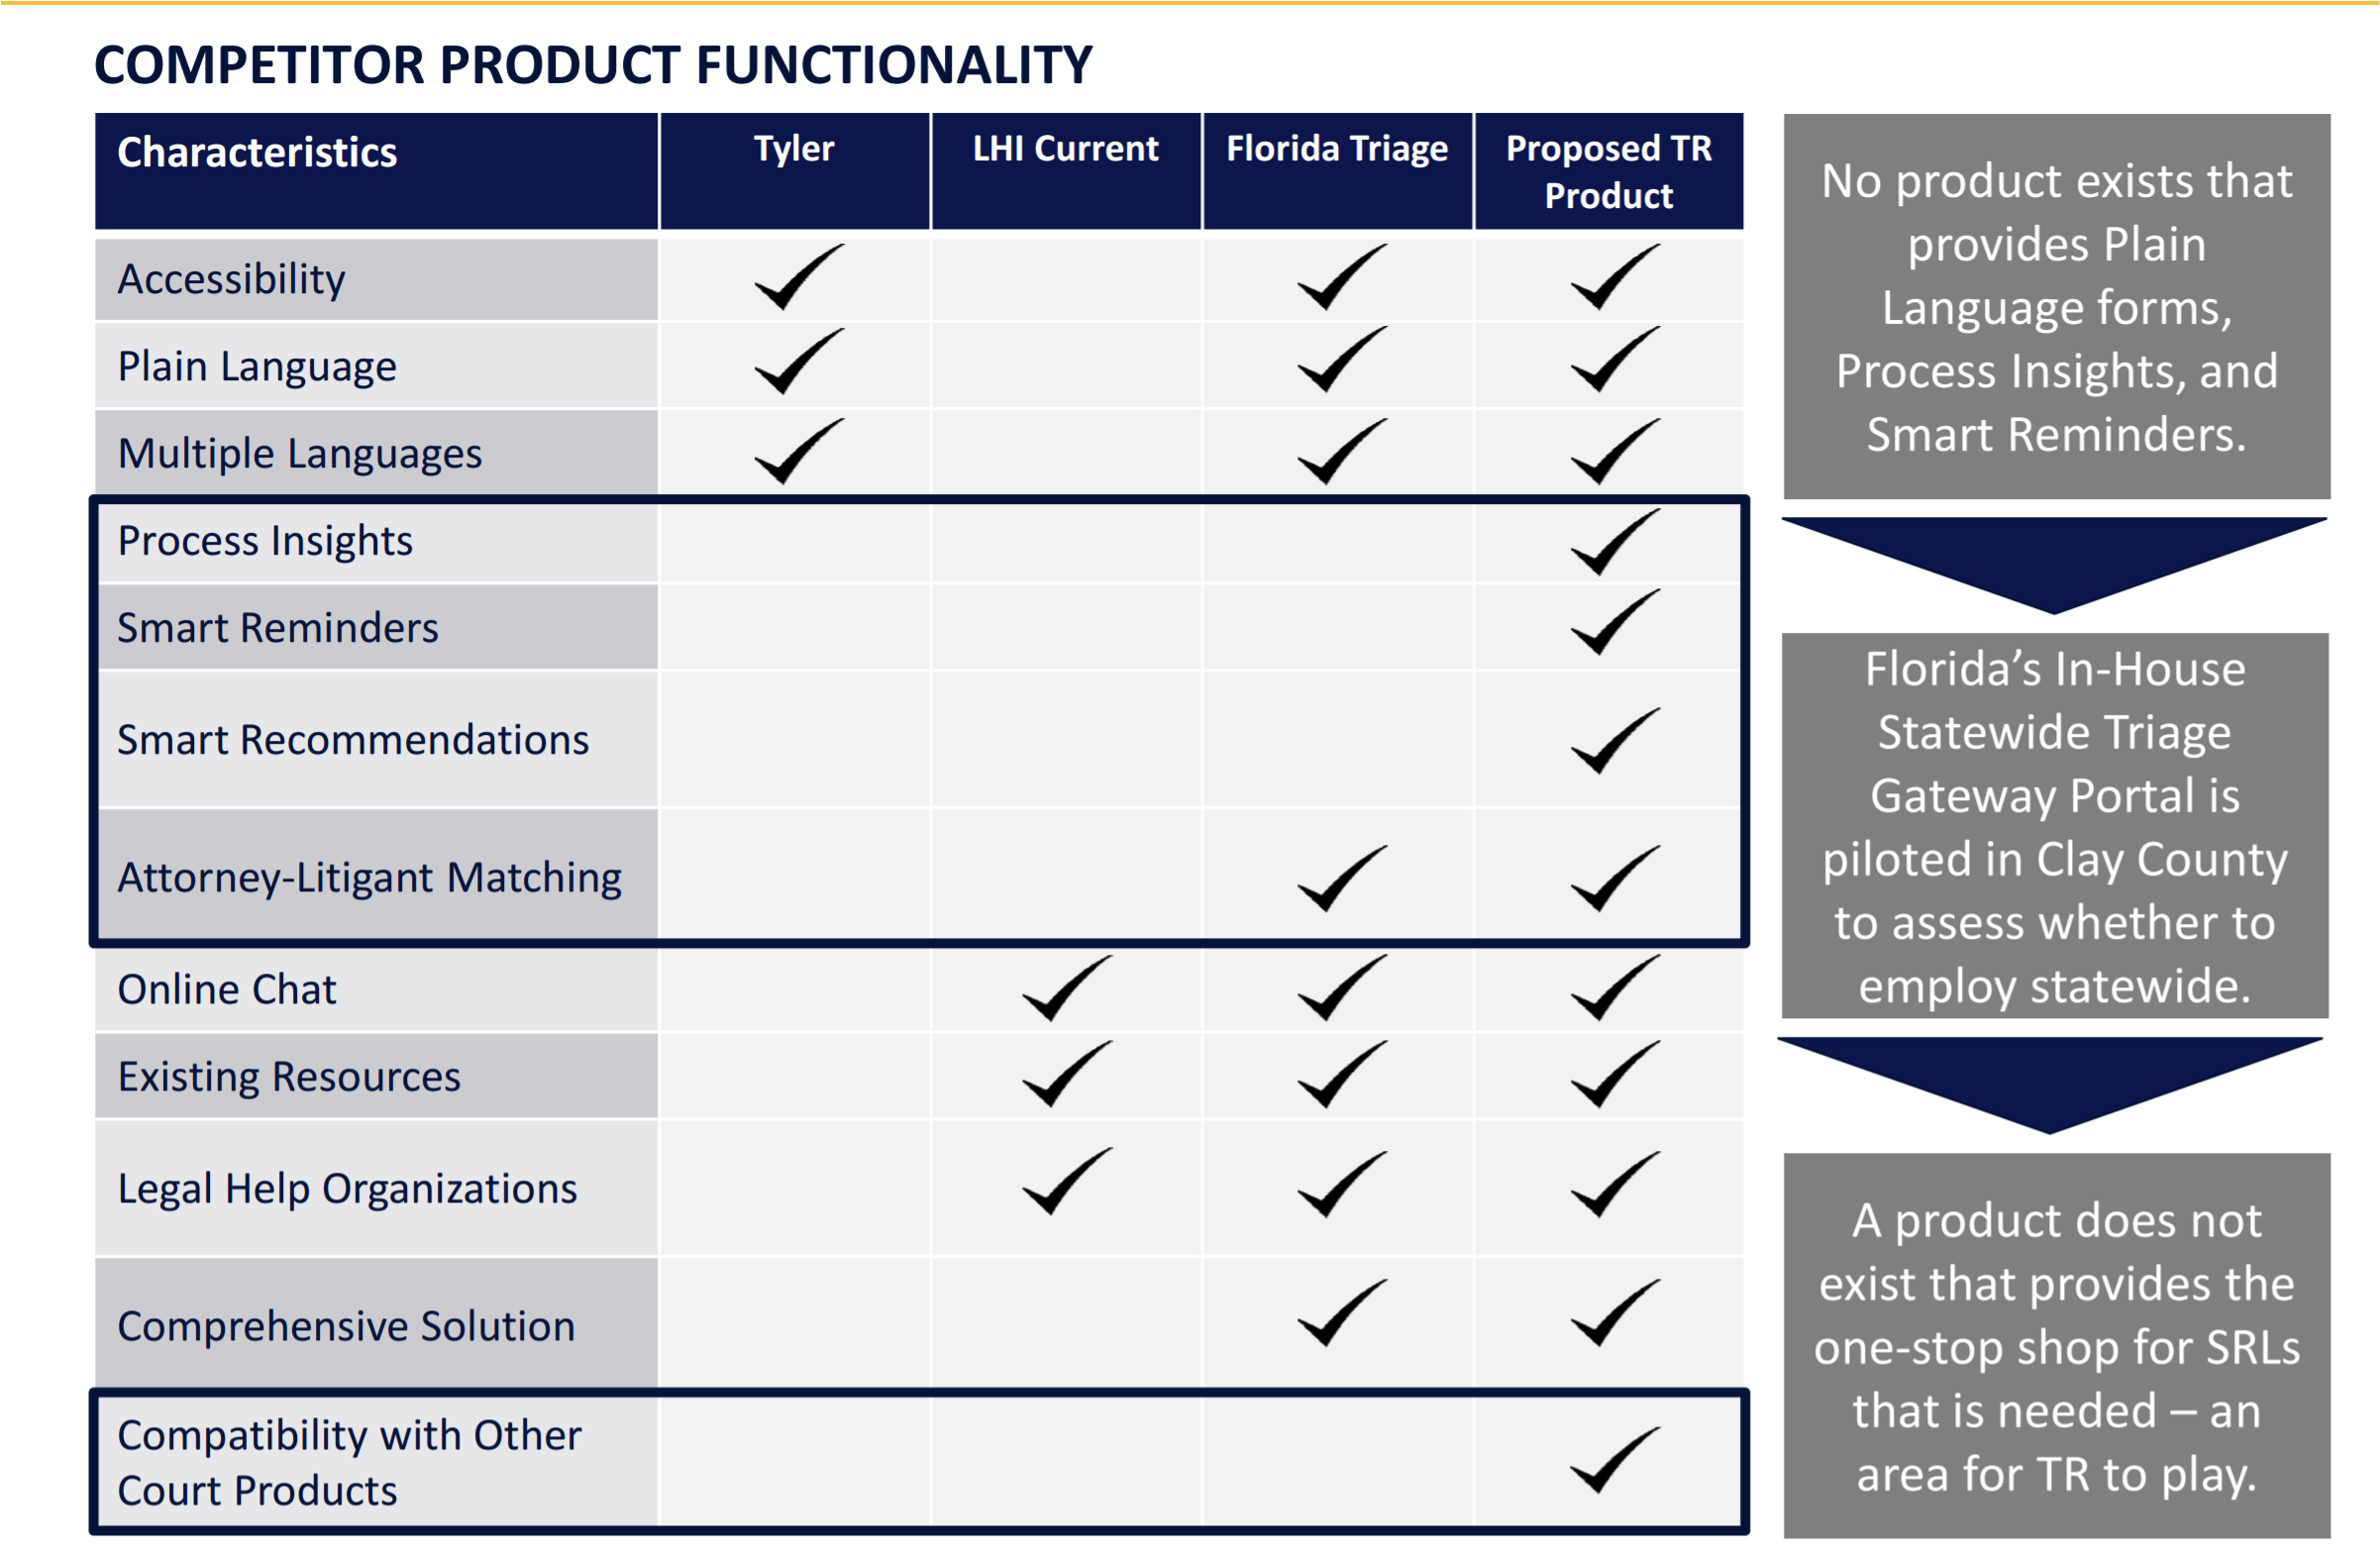 COMPETITOR PRODUCT FUNCTIONALITY
Characteristics
Tyler
LHI Current
Florida Triage
Proposed TR
Product
Accessibility
Plain Language
Multiple Languages
Process Insights
Smart Reminders
Smart Recommendations
Attorney-Litigant Matching
Online Chat
Existing Resources
Legal Help Organizations
Comprehensive Solution
Compatibility with Other
Court Products
No product exists that
provides Plain
Language forms,
Process Insights, and
Smart Reminders.
Florida’s In-House
Statewide Triage
Gateway Portal is
piloted in Clay County
to assess whether to
employ statewide.
A product does not
exist that provides the
one-stop shop for SRLs
that is needed – an
area for TR to play.